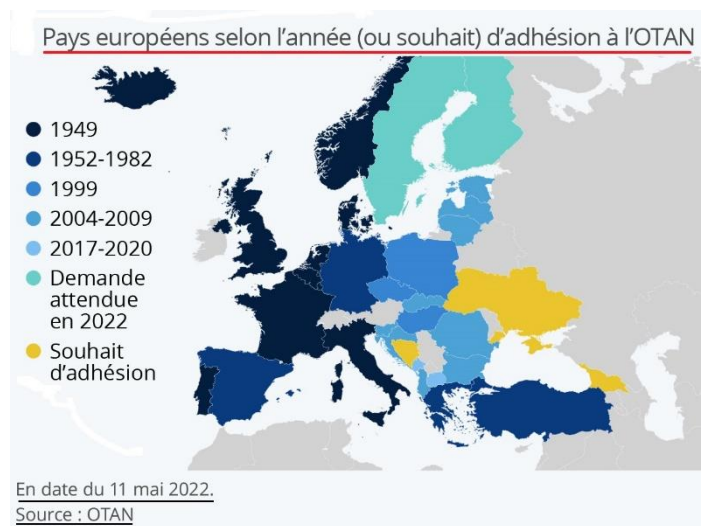 Pays européens selon l’année (ou souhait) d’adhésion à l’OTAN
1949
1952-1982
1999
2004-2009
2017-2020
Demande
attendue
en 2022
Souhait
d’adhésion
En date du 11 mai 2022.
Source : OTAN